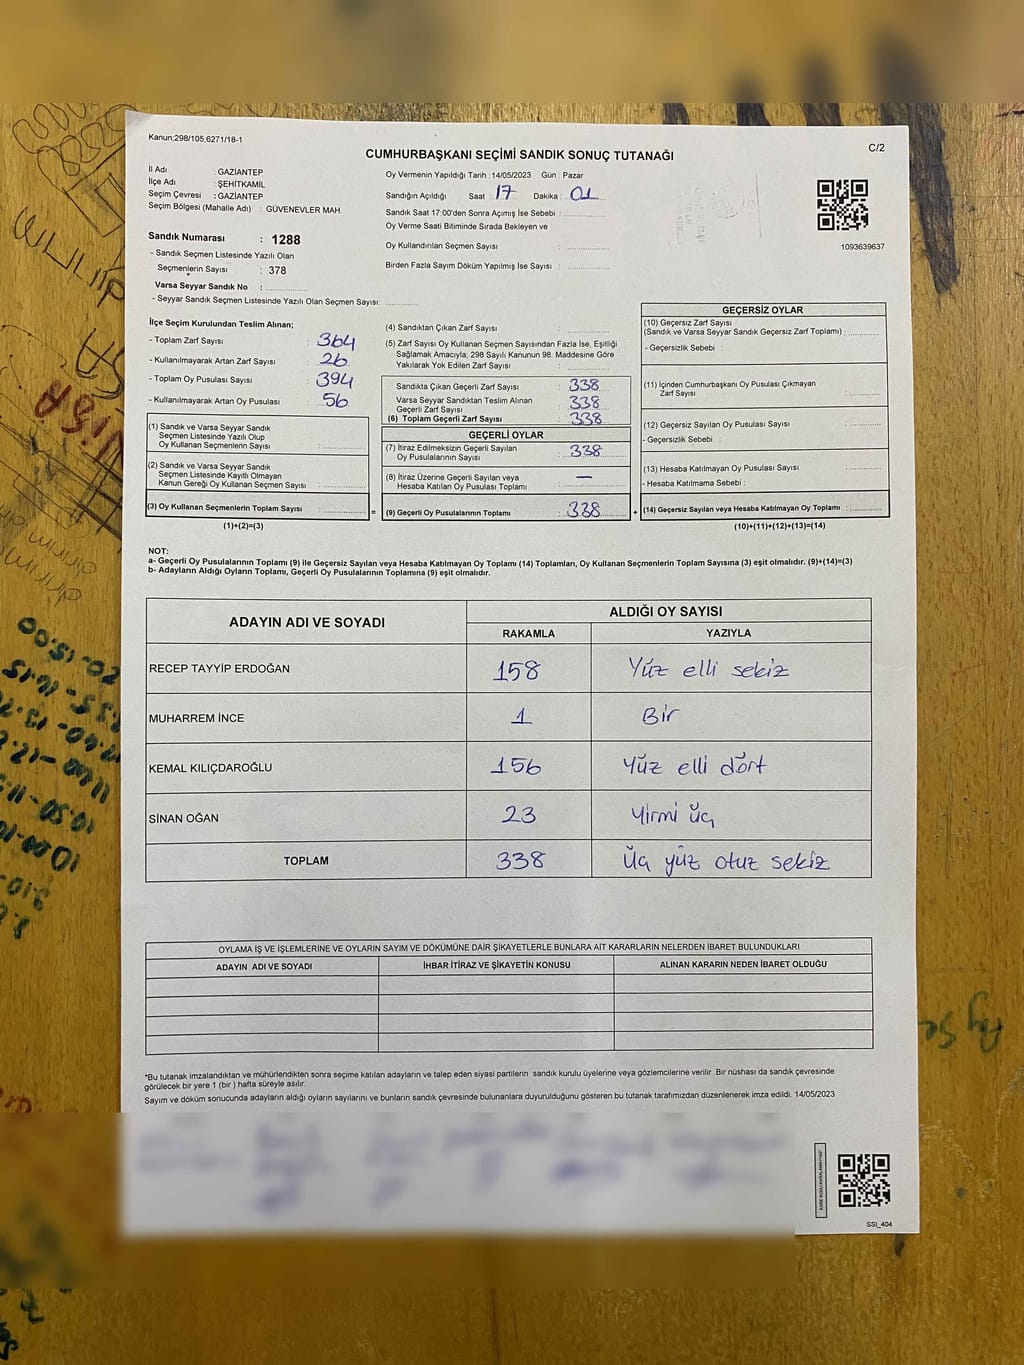 Kanun;298/105,6271/18-1
C/2
CUMHURBAŞKANI SEÇİMİ SANDIK SONUÇ TUTANAĞI
İl Adı : GAZİANTEP
İlçe Adı : ŞEHİTKAMİL
Seçim Çevresi : GAZİANTEP
Seçim Bölgesi (Mahalle Adı) : GÜVENEVLER MAH.
Sandık Numarası : 1288
- Sandık Seçmen Listesinde Yazılı Olan
Seçmenlerin Sayısı : 378
Varsa Seyyar Sandık No :
- Seyyar Sandık Seçmen Listesinde Yazılı Olan Seçmen Sayısı:
Oy Vermenin Yapıldığı Tarih : 14/05/2023 Gün : Pazar
Sandığın Açıldığı Saat 17 Dakika 01
Sandık Saat 17:00'den Sonra Açımış İse Sebebi :
Oy Verme Saati Bitiminde Sırada Bekleyen ve
Oy Kullandırılan Seçmen Sayısı :
Birden Fazla Sayım Döküm Yapılmış İse Sayısı :
1093639637
İlçe Seçim Kurulundan Teslim Alınan;
- Toplam Zarf Sayısı : 364
- Kullanılmayarak Artan Zarf Sayısı : 26
- Toplam Oy Pusulası Sayısı : 394
- Kullanılmayarak Artan Oy Pusulası : 56
(1) Sandık ve Varsa Seyyar Sandık
Seçmen Listesinde Yazılı Olup
Oy Kullanan Seçmenlerin Sayısı :
(2) Sandık ve Varsa Seyyar Sandık
Seçmen Listesinde Kayıtlı Olmayan
Kanun Gereği Oy Kullanan Seçmen Sayısı :
(3) Oy Kullanan Seçmenlerin Toplam Sayısı : =
(1)+(2)=(3)
(4) Sandıktan Çıkan Zarf Sayısı :
(5) Zarf Sayısı Oy Kullanan Seçmen Sayısından Fazla İse, Eşitliği
Sağlamak Amacıyla; 298 Sayılı Kanunun 98. Maddesine Göre
Yakılarak Yok Edilen Zarf Sayısı :
Sandıkta Çıkan Geçerli Zarf Sayısı : 338
Varsa Seyyar Sandıktan Teslim Alınan
Geçerli Zarf Sayısı : 338
(6) Toplam Geçerli Zarf Sayısı : 338
GEÇERLİ OYLAR
(7) İtiraz Edilmeksizin Geçerli Sayılan
Oy Pusulalarının Sayısı : 338
(8) İtiraz Üzerine Geçerli Sayılan veya
Hesaba Katılan Oy Pusulası Toplamı : —
(9) Geçerli Oy Pusulalarının Toplamı : 338 +
GEÇERSİZ OYLAR
(10) Geçersiz Zarf Sayısı
(Sandık ve Varsa Seyyar Sandık Geçersiz Zarf Toplamı) :
- Geçersizlik Sebebi :
(11) İçinden Cumhurbaşkanı Oy Pusulası Çıkmayan
Zarf Sayısı :
(12) Geçersiz Sayılan Oy Pusulası Sayısı :
- Geçersizlik Sebebi :
(13) Hesaba Katılmayan Oy Pusulası Sayısı :
- Hesaba Katılmama Sebebi :
(14) Geçersiz Sayılan veya Hesaba Katılmayan Oy Toplamı :
(10)+(11)+(12)+(13)=(14)
NOT:
a- Geçerli Oy Pusulalarının Toplamı (9) ile Geçersiz Sayılan veya Hesaba Katılmayan Oy Toplamı (14) Toplamları, Oy Kullanan Seçmenlerin Toplam Sayısına (3) eşit olmalıdır. (9)+(14)=(3)
b- Adayların Aldığı Oyların Toplamı, Geçerli Oy Pusulalarının Toplamına (9) eşit olmalıdır.
ADAYIN ADI VE SOYADI ALDIĞI OY SAYISI
RAKAMLA YAZIYLA
RECEP TAYYİP ERDOĞAN 158 Yüz elli sekiz
MUHARREM İNCE 1 Bir
KEMAL KILIÇDAROĞLU 156 Yüz elli dört
SİNAN OĞAN 23 Yirmi üç
TOPLAM 338 Üç yüz otuz sekiz
OYLAMA İŞ VE İŞLEMLERİNE VE OYLARIN SAYIM VE DÖKÜMÜNE DAİR ŞİKAYETLERLE BUNLARA AİT KARARLARIN NELERDEN İBARET BULUNDUKLARI
ADAYIN ADI VE SOYADI İHBAR İTİRAZ VE ŞİKAYETİN KONUSU ALINAN KARARIN NEDEN İBARET OLDUĞU
*Bu tutanak imzalandıktan ve mühürlendikten sonra seçime katılan adayların ve talep eden siyasi partilerin sandık kurulu üyelerine veya gözlemcilerine verilir .Bir nüshası da sandık çevresinde
görülecek bir yere 1 (bir ) hafta süreyle asılır.
Sayım ve döküm sonucunda adayların aldığı oyların sayılarını ve bunların sandık çevresinde bulunanlara duyurulduğunu gösteren bu tutanak tarafımızdan düzenlenerek imza edildi. 14/05/2023
SSI_404